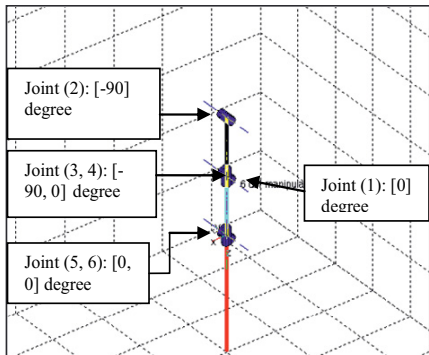 Joint (2): [-90]
degree
Joint (3, 4): [-
90, 0] degree
Joint (1): [0]
degree
Joint (5, 6): [0,
0] degree
manipula
x